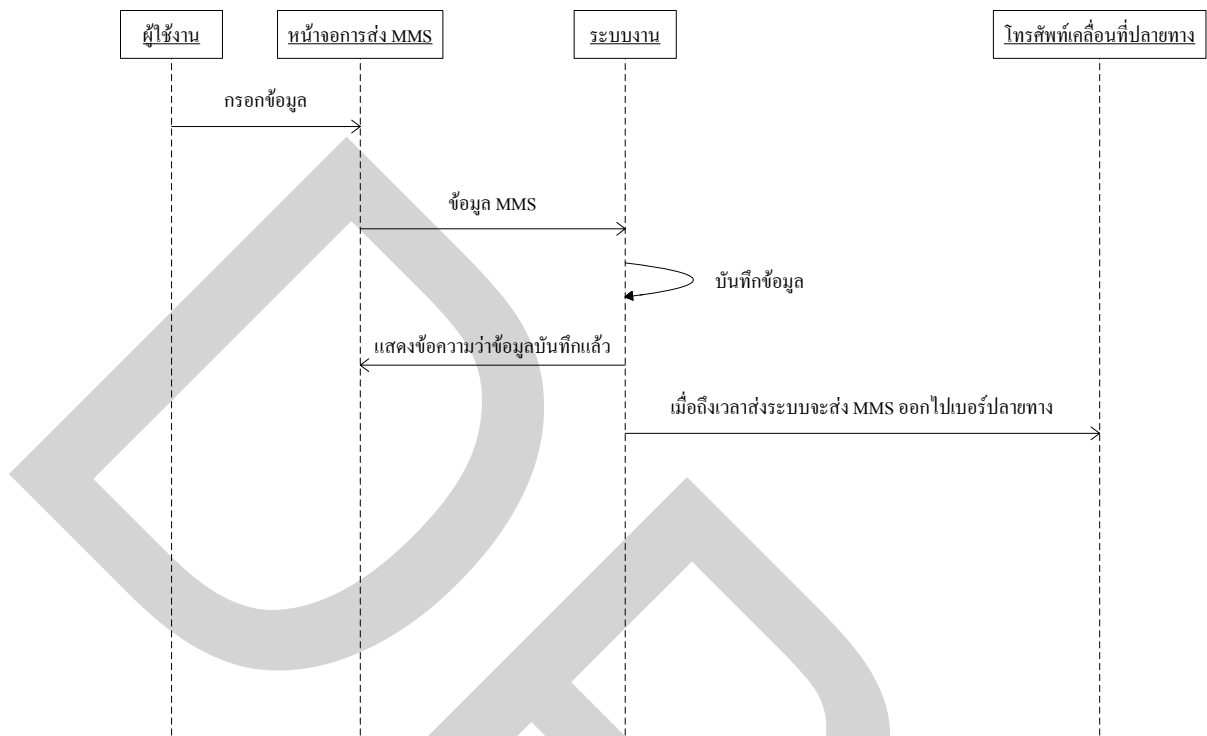 ผู้ใช้งาน
หน้าจอการส่ง MMS
ระบบงาน
โทรศัพท์เคลื่อนที่ปลายทาง
กรอกข้อมูล
ข้อมูล MMS
บันทึกข้อมูล
แสดงข้อความว่าข้อมูลบันทึกแล้ว
เมื่อถึงเวลาส่งระบบจะส่ง MMS ออกไปเบอร์ปลายทาง